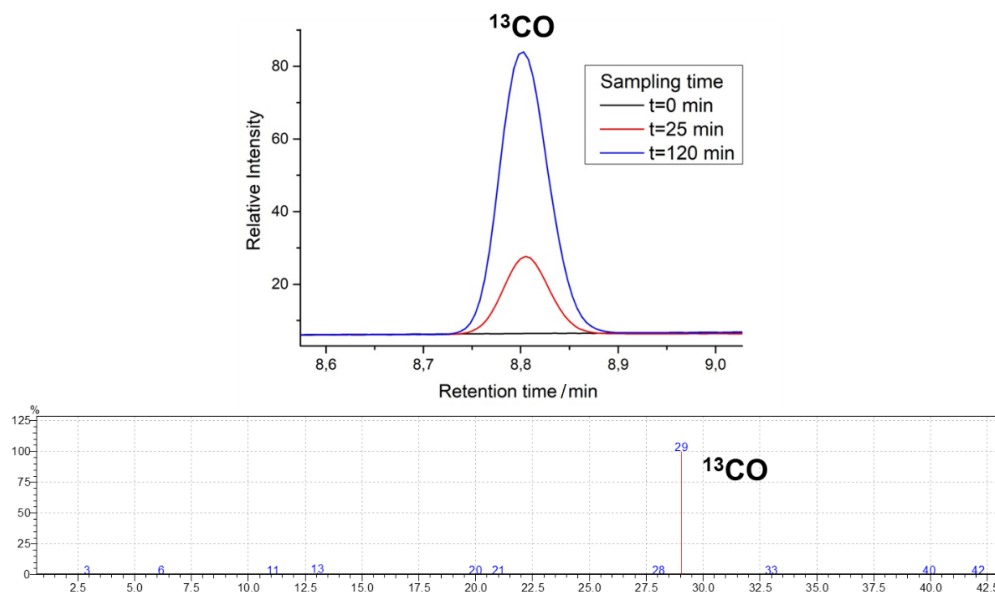 ¹³CO
80
60
40
20
Relative Intensity
Sampling time
t=0 min
t=25 min
t=120 min
8,6 8,7 8,8 8,9 9,0
Retention time / min
%
125
100
75
50
25
0
29
¹³CO
3 6 11 13 20 21 28 33 40 42
2.5 5.0 7.5 10.0 12.5 15.0 17.5 20.0 22.5 25.0 27.5 30.0 32.5 35.0 37.5 40.0 42.5